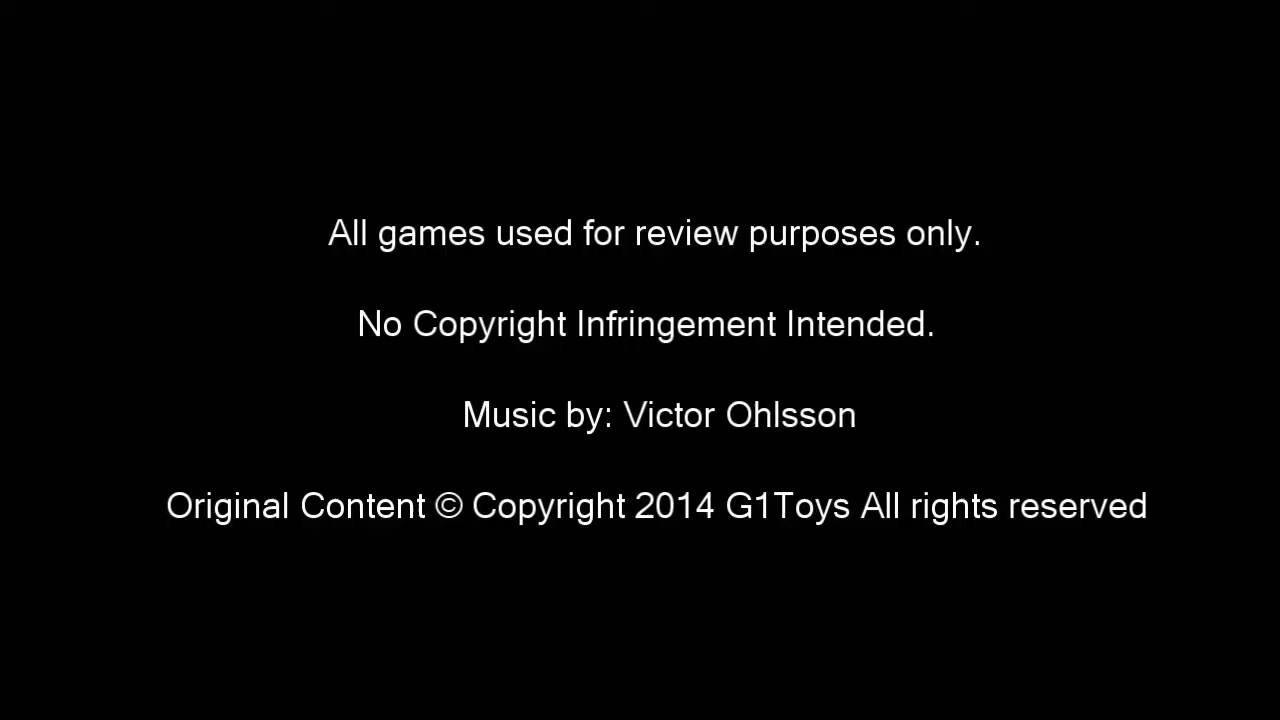 All games used for review purposes only.
No Copyright Infringement Intended.
Music by: Victor Ohlsson
Original Content © Copyright 2014 G1Toys All rights reserved